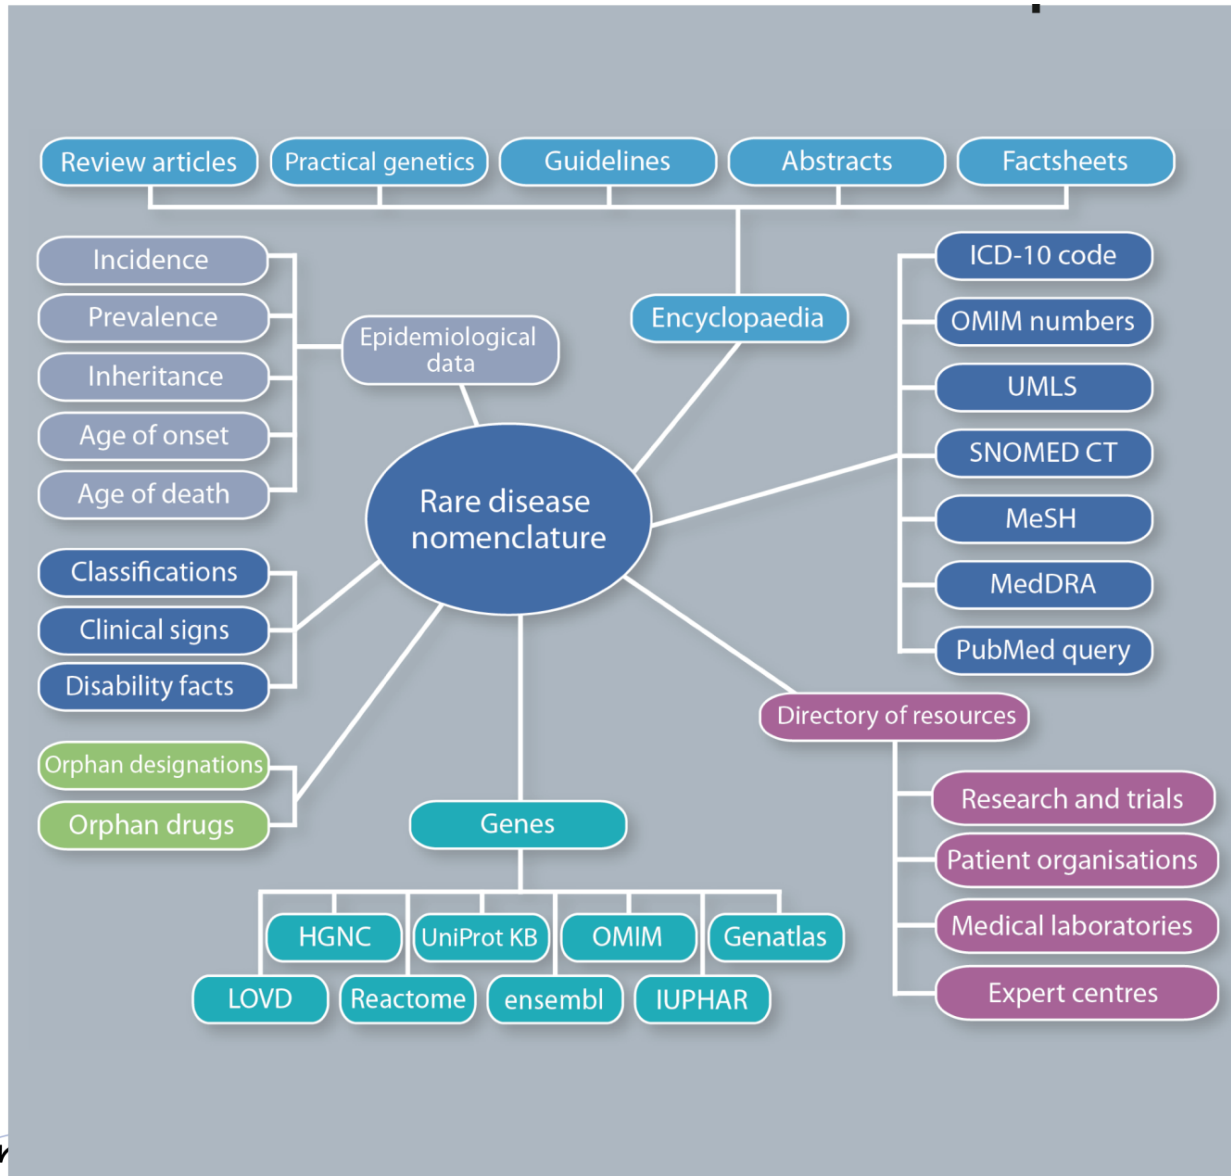 Review articles
Practical genetics
Guidelines
Abstracts
Factsheets
Incidence
Prevalence
Inheritance
Age of onset
Age of death
Epidemiological
data
Encyclopaedia
ICD-10 code
OMIM numbers
UMLS
SNOMED CT
MeSH
MedDRA
PubMed query
Rare disease
nomenclature
Classifications
Clinical signs
Disability facts
Orphan designations
Orphan drugs
Directory of resources
Research and trials
Patient organisations
Medical laboratories
Expert centres
Genes
HGNC
UniProt KB
OMIM
Genatlas
LOVD
Reactome
ensembl
IUPHAR